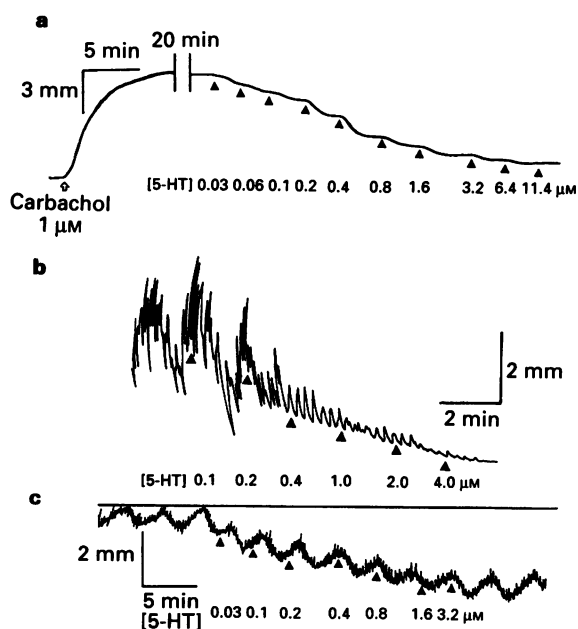 a
5 min
20 min
3 mm
[5-HT] 0.03 0.06 0.1 0.2 0.4 0.8 1.6 3.2 6.4 11.4 μM
Carbachol
1 μM
b
2 mm
2 min
[5-HT] 0.1 0.2 0.4 1.0 2.0 4.0 μM
c
2 mm
5 min
[5-HT] 0.03 0.1 0.2 0.4 0.8 1.6 3.2 μM